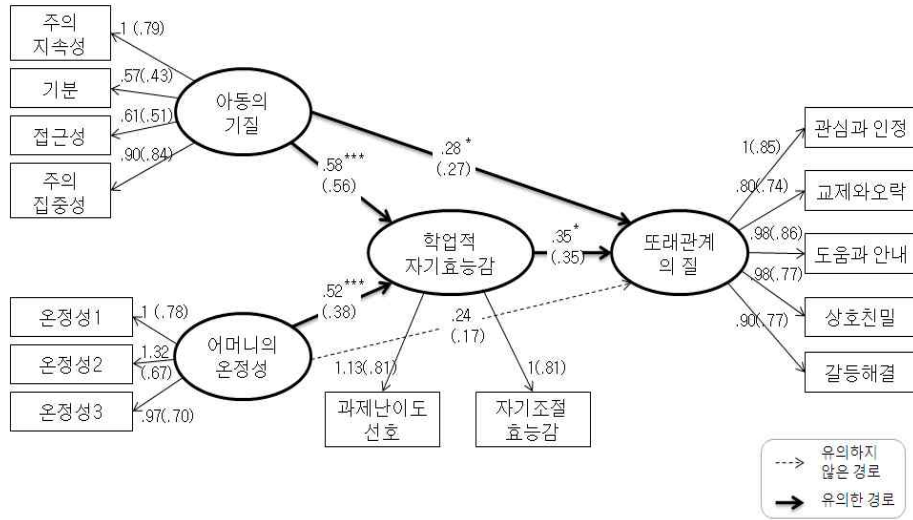 주의
지속성
1 (.79)
기분
.57(.43)
접근성
.61(.51)
주의
집중성
.90(.84)
아동의
기질
.28 *
(.27)
.58 ***
(.56)
관심과 인정
1(.85)
교제와오락
.80(.74)
도움과 안내
.98(.86)
상호친밀
.98(.77)
갈등해결
.90(.77)
학업적
자기효능감
.35 *
(.35)
또래관계
의 질
.52 ***
(.38)
.24
(.17)
온정성1
1 (.78)
온정성2
1.32
(.67)
온정성3
.97(.70)
어머니의
온정성
1.13(.81)
1(.81)
과제난이도
선호
자기조절
효능감
유의하지
않은 경로
유의한 경로